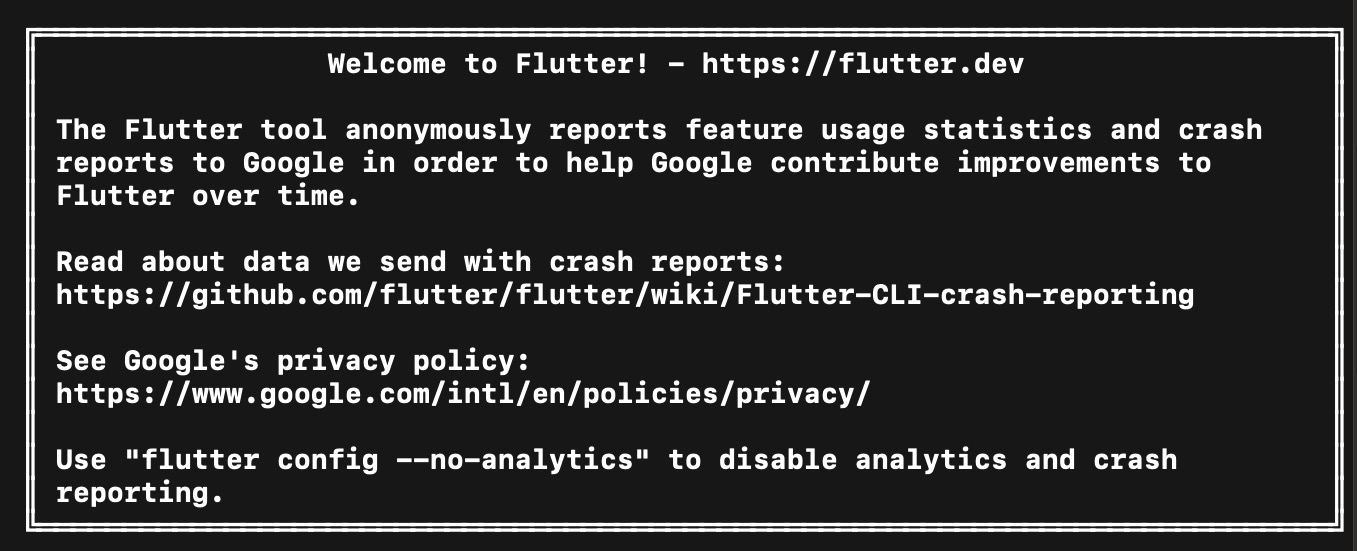 Welcome to Flutter! - https://flutter.dev
The Flutter tool anonymously reports feature usage statistics and crash
reports to Google in order to help Google contribute improvements to
Flutter over time.
Read about data we send with crash reports:
https://github.com/flutter/flutter/wiki/Flutter-CLI-crash-reporting
See Google's privacy policy:
https://www.google.com/intl/en/policies/privacy/
Use "flutter config --no-analytics" to disable analytics and crash
reporting.